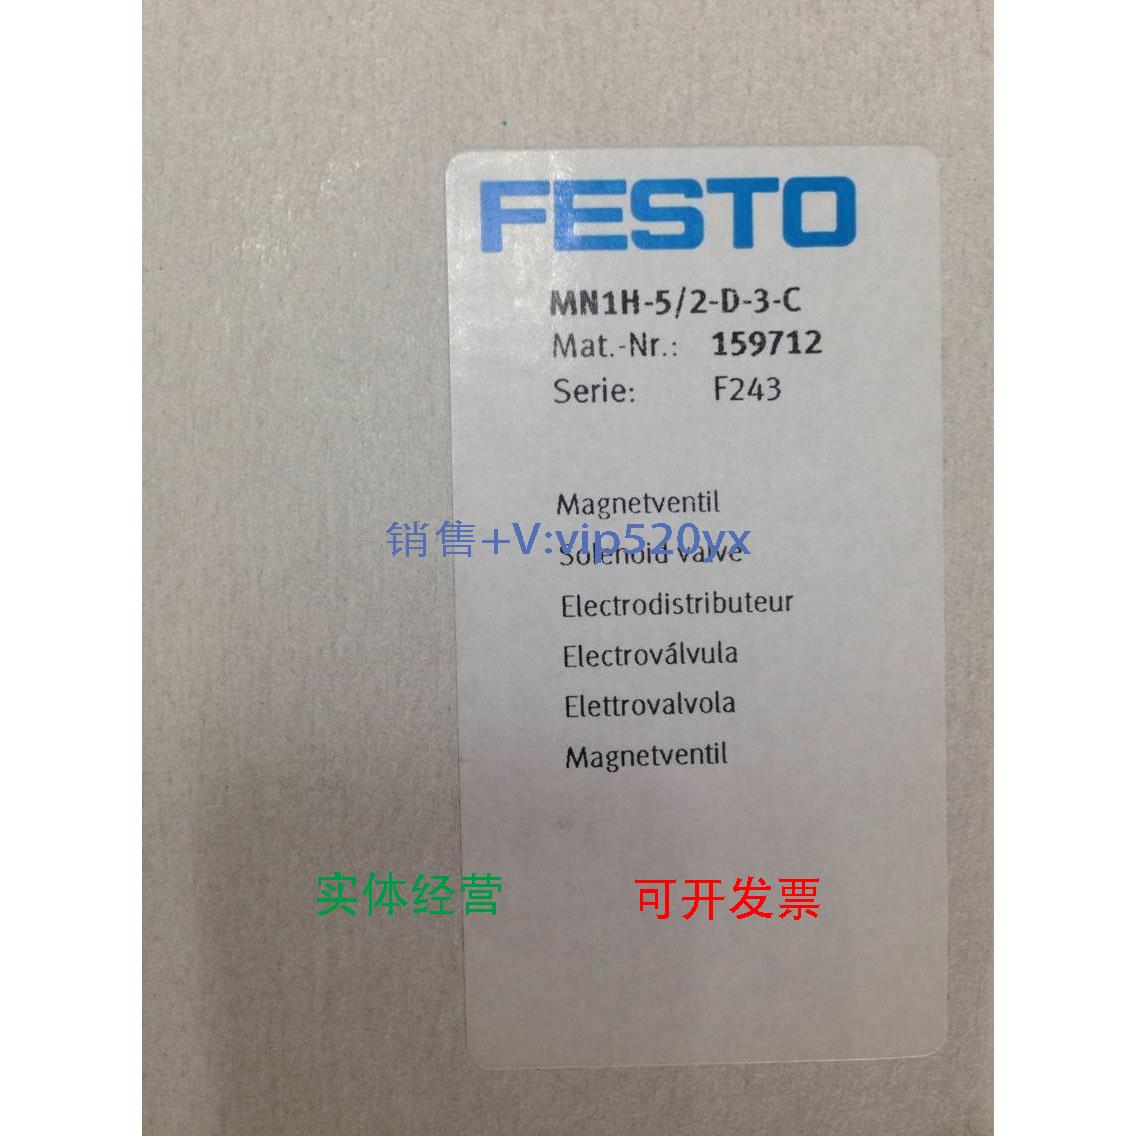 FESTO
MN1H-5/2-D-3-C
Mat.-Nr.: 159712
Serie: F243
Magnetventil
销售+V:vip520yx
Solenoid valve
Electrodistributeur
Electroválvula
Elettrovalvola
Magnetventil
实体经营 可开发票